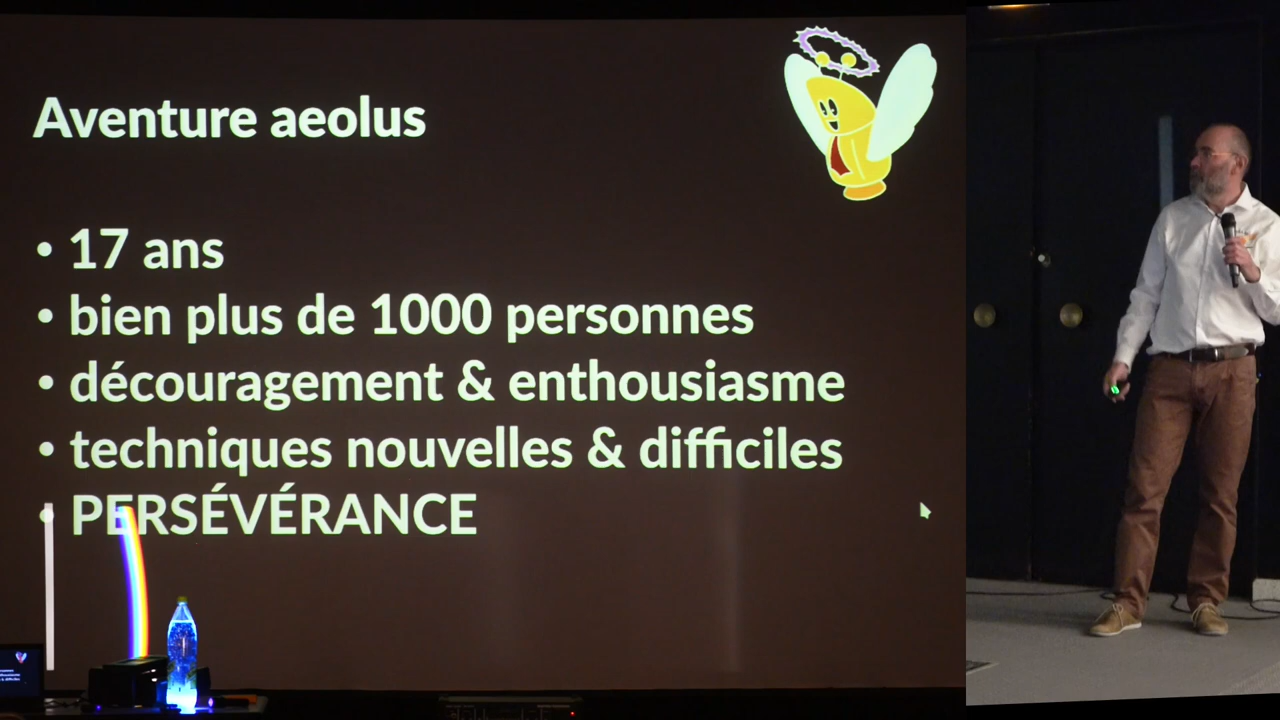 Aventure aeolus
• 17 ans
• bien plus de 1000 personnes
• découragement & enthousiasme
• techniques nouvelles & difficiles
• PERSÉVÉRANCE